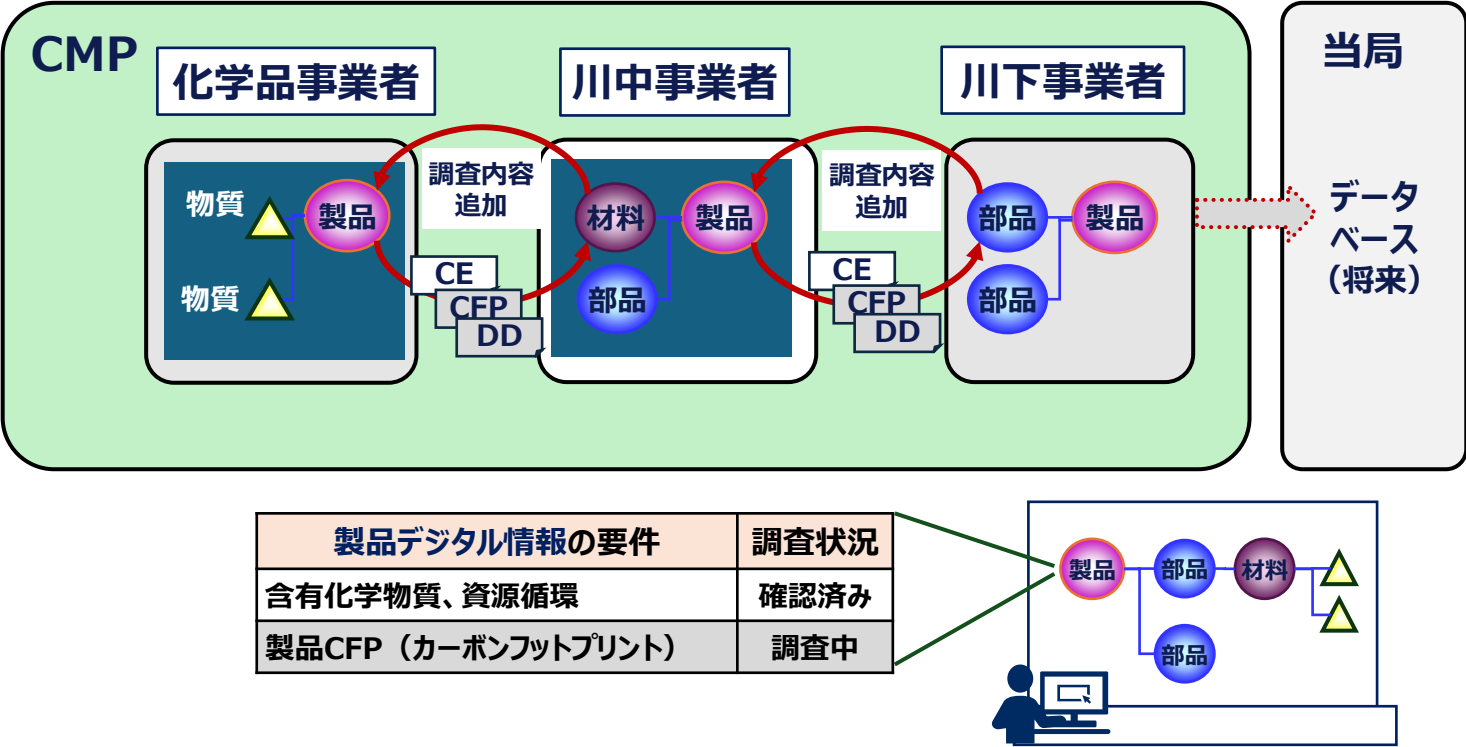 CMP
化学品事業者
川中事業者
川下事業者
当局
物質
物質
製品
調査内容
追加
CE
CFP
DD
材料
部品
製品
調査内容
追加
CE
CFP
DD
部品
部品
製品
データ
ベース
（将来）
製品デジタル情報の要件
調査状況
含有化学物質、資源循環
確認済み
製品CFP（カーボンフットプリント）
調査中
製品
部品
材料
部品